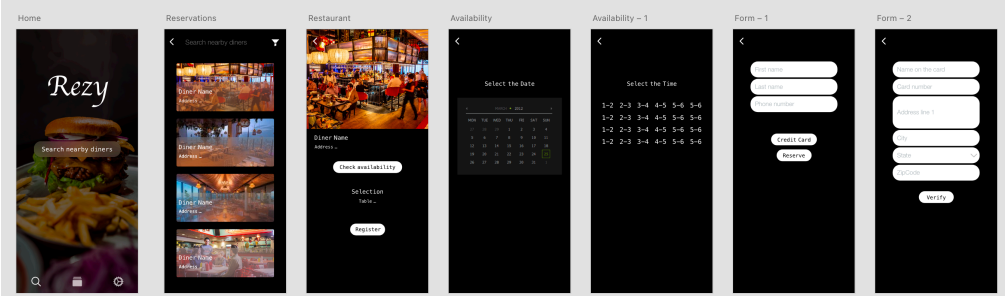 Home
Rezy
Search nearby diners
Reservations
Search nearby diners
Diner Name
Address …
Diner Name
Address …
Diner Name
Address …
Diner Name
Address …
Restaurant
Diner Name
Address …
Check availability
Selection
Table …
Register
Availability
Select the Date
2012
MON TUE WED THU FRI SAT SUN
1 2 3 4
5 6 7 8 9 10 11
12 13 14 15 16 17 18
19 20 21 22 23 24 25
26 27 28 29 30 31
Availability – 1
Select the Time
1–2 2–3 3–4 4–5 5–6 5–6
1–2 2–3 3–4 4–5 5–6 5–6
1–2 2–3 3–4 4–5 5–6 5–6
1–2 2–3 3–4 4–5 5–6 5–6
Form – 1
First name
Last name
Phone number
Credit Card
Reserve
Form – 2
Name on the card
Card number
Address line 1
City
State
ZipCode
Verify